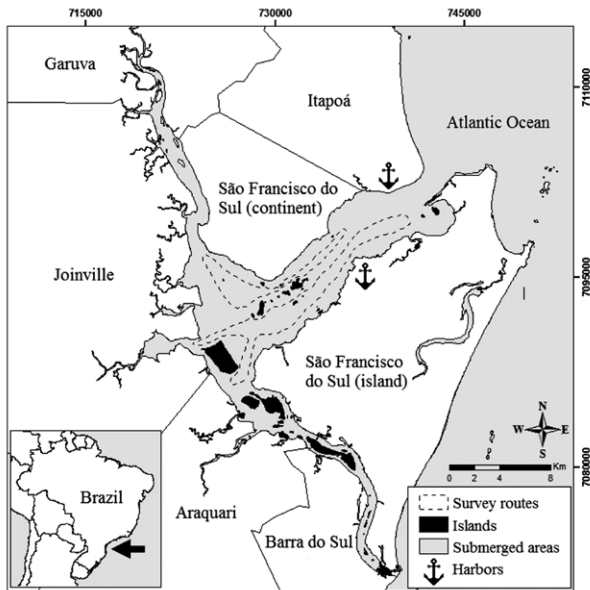 715000 730000 745000
7110000
7095000
7080000
Garuva
Itapoá
Atlantic Ocean
São Francisco do
Sul (continent)
Joinville
São Francisco
do Sul (island)
Araquari
Barra do Sul
Brazil
N
W E
S
0 2 4 8 Km
Survey routes
Islands
Submerged areas
Harbors